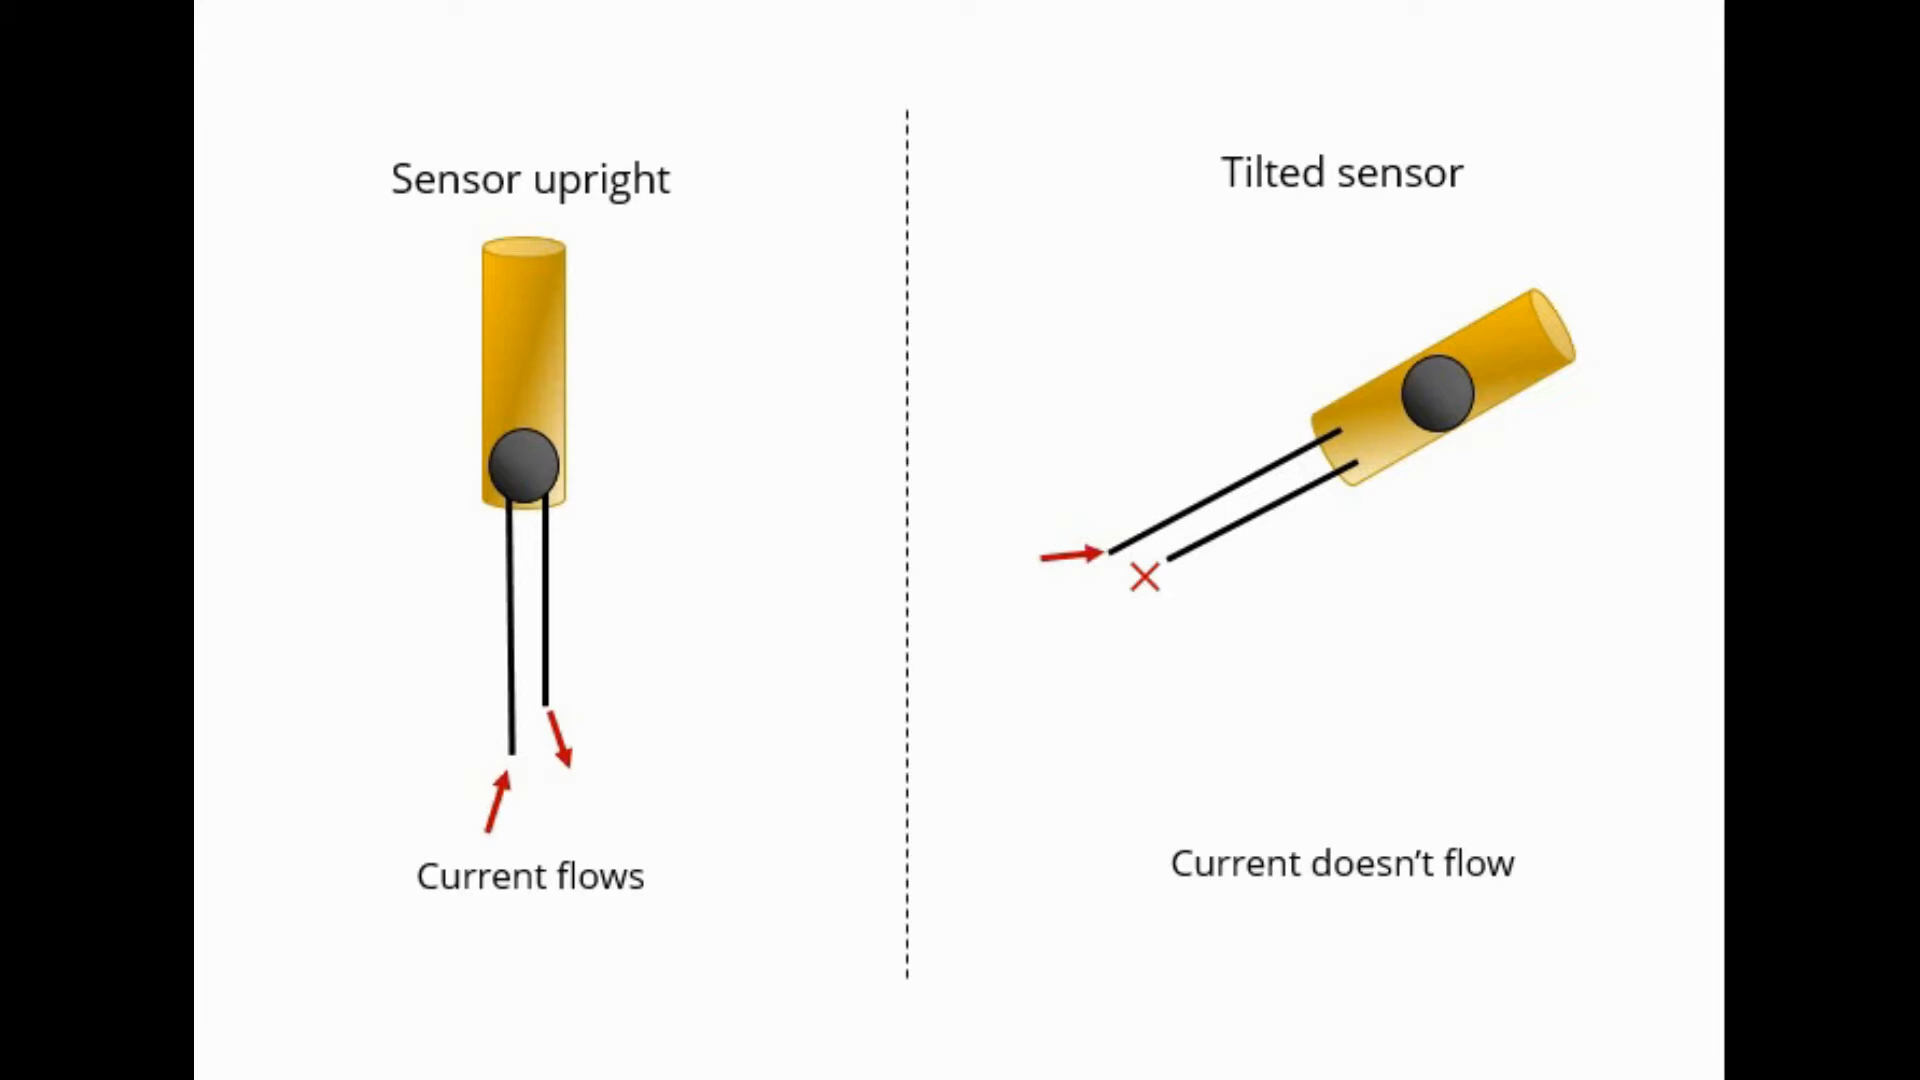 Sensor upright
Tilted sensor
Current flows
Current doesn’t flow